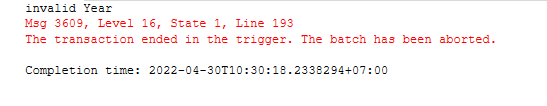 invalid Year
Msg 3609, Level 16, State 1, Line 193
The transaction ended in the trigger. The batch has been aborted.
Completion time: 2022-04-30T10:30:18.2338294+07:00